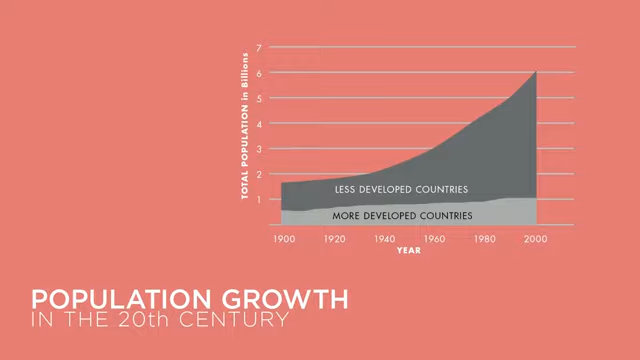 7
6
5
4
3
2
1
TOTAL POPULATION in Billions
LESS DEVELOPED COUNTRIES
MORE DEVELOPED COUNTRIES
1900 1920 1940 1960 1980 2000
YEAR
POPULATION GROWTH
IN THE 20th CENTURY